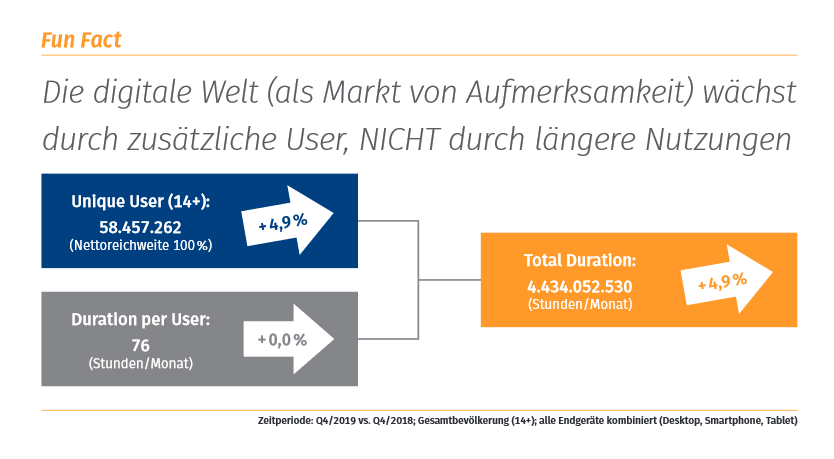 Fun Fact
Die digitale Welt (als Markt von Aufmerksamkeit) wächst
durch zusätzliche User, NICHT durch längere Nutzungen
Unique User (14+):
58.457.262
(Nettoreichweite 100 %)
+ 4,9 %
Duration per User:
76
(Stunden/Monat)
+ 0,0 %
Total Duration:
4.434.052.530
(Stunden/Monat)
+ 4,9 %
Zeitperiode: Q4/2019 vs. Q4/2018; Gesamtbevölkerung (14+); alle Endgeräte kombiniert (Desktop, Smartphone, Tablet)